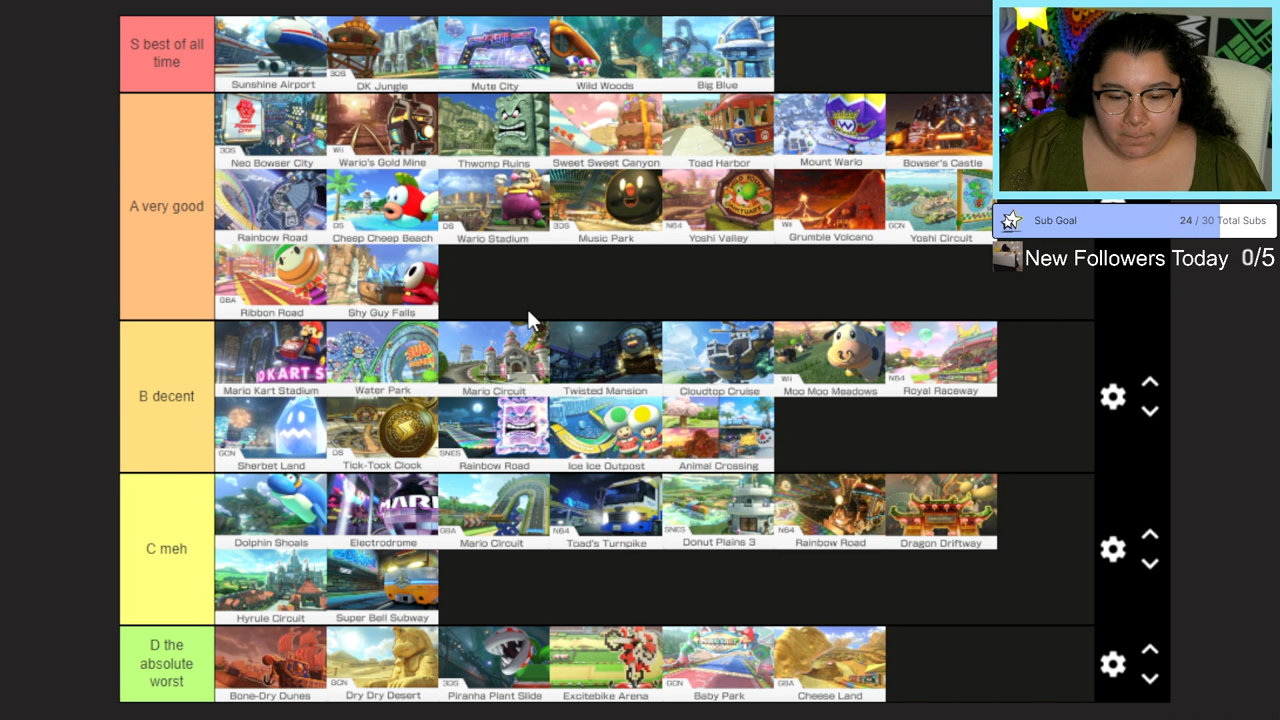 S best of all
time
Sunshine Airport
3DS
DK Jungle
Mute City
Wild Woods
Big Blue
A very good
3DS
Neo Bowser City
Wii
Wario's Gold Mine
Thwomp Ruins
Sweet Sweet Canyon
Toad Harbor
Mount Wario
Bowser's Castle
Rainbow Road
DS
Cheep Cheep Beach
DS
Wario Stadium
3DS
Music Park
N64
Yoshi Valley
Wii
Grumble Volcano
GCN
Yoshi Circuit
GBA
Ribbon Road
Shy Guy Falls
B decent
Mario Kart Stadium
Water Park
Mario Circuit
Twisted Mansion
Cloudtop Cruise
Wii
Moo Moo Meadows
N64
Royal Raceway
GCN
Sherbet Land
DS
Tick-Tock Clock
SNES
Rainbow Road
Ice Ice Outpost
Animal Crossing
C meh
Dolphin Shoals
Electrodrome
GBA
Mario Circuit
N64
Toad's Turnpike
SNES
Donut Plains 3
N64
Rainbow Road
Dragon Driftway
Hyrule Circuit
Super Bell Subway
D the
absolute
worst
Bone-Dry Dunes
GCN
Dry Dry Desert
3DS
Piranha Plant Slide
Excitebike Arena
GCN
Baby Park
GBA
Cheese Land
Sub Goal
24 / 30 Total Subs
New Followers Today 0/5